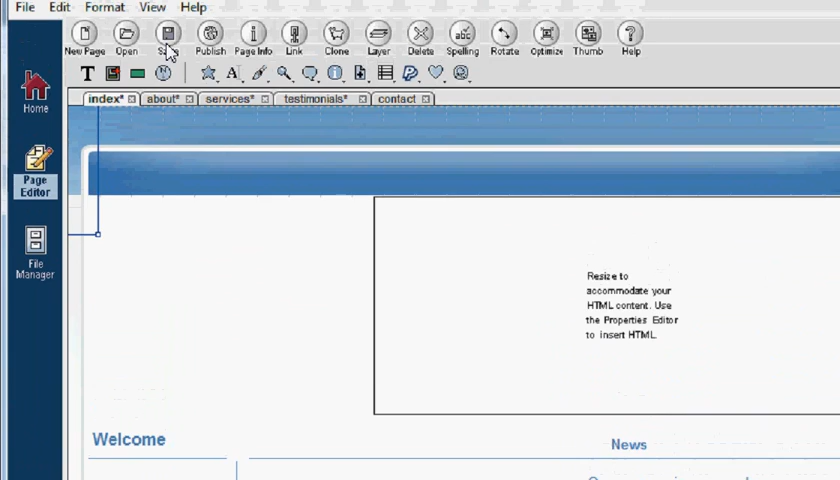 File Edit Format View Help
New Page Open Publish Page Info Link Clone Layer Delete Spelling Rotate Optimize Thumb Help
index* about* services* testimonials* contact
Home
Page
Editor
File
Manager
Resize to
accommodate your
HTML content. Use
the Properties Editor
to insert HTML.
Welcome
News